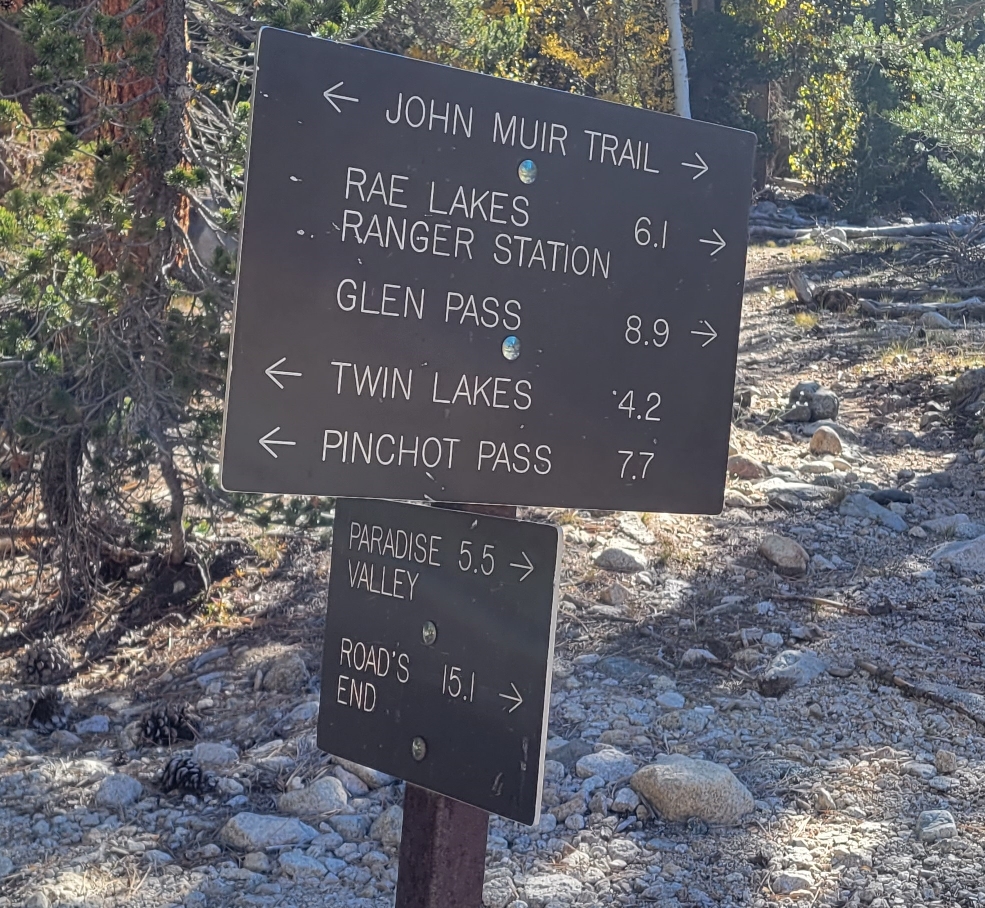 ← JOHN MUIR TRAIL →
RAE LAKES
RANGER STATION 6.1 →
GLEN PASS 8.9 →
← TWIN LAKES 4.2
← PINCHOT PASS 7.7
PARADISE 5.5 →
VALLEY
ROAD'S 15.1 →
END